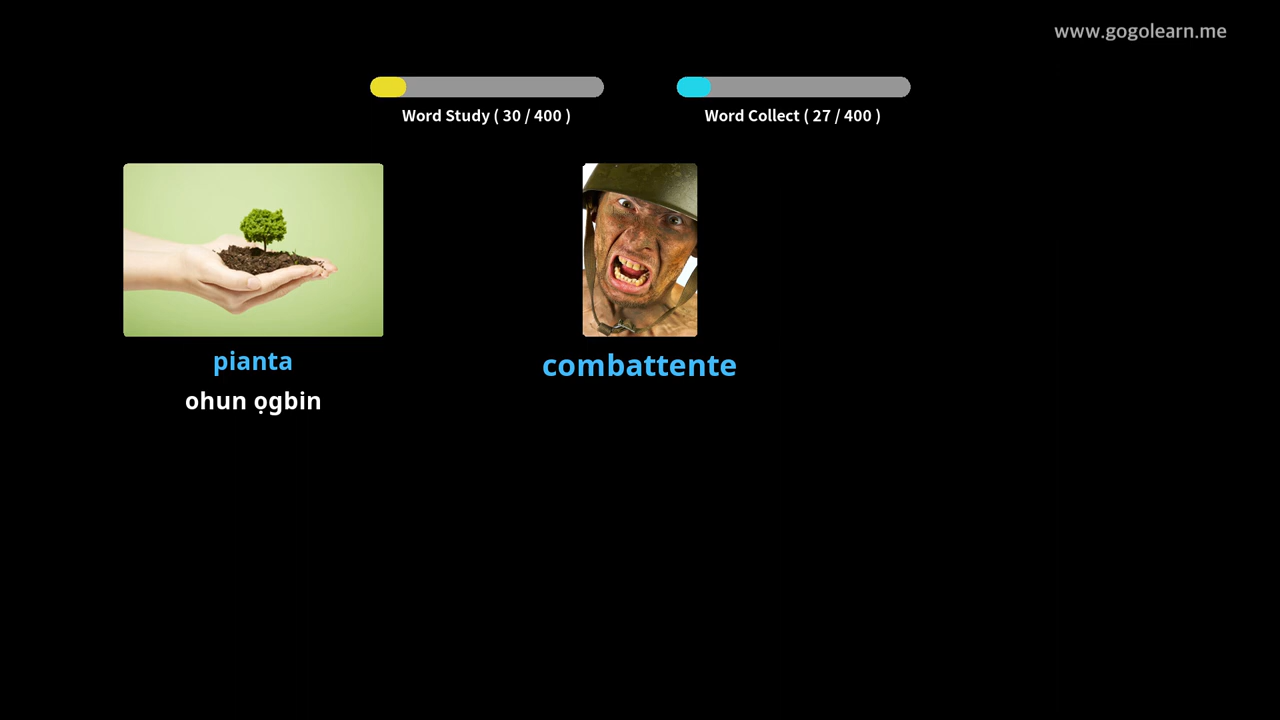 www.gogolearn.me
Word Study ( 30 / 400 )
Word Collect ( 27 / 400 )
pianta
combattente
ohun ọgbin